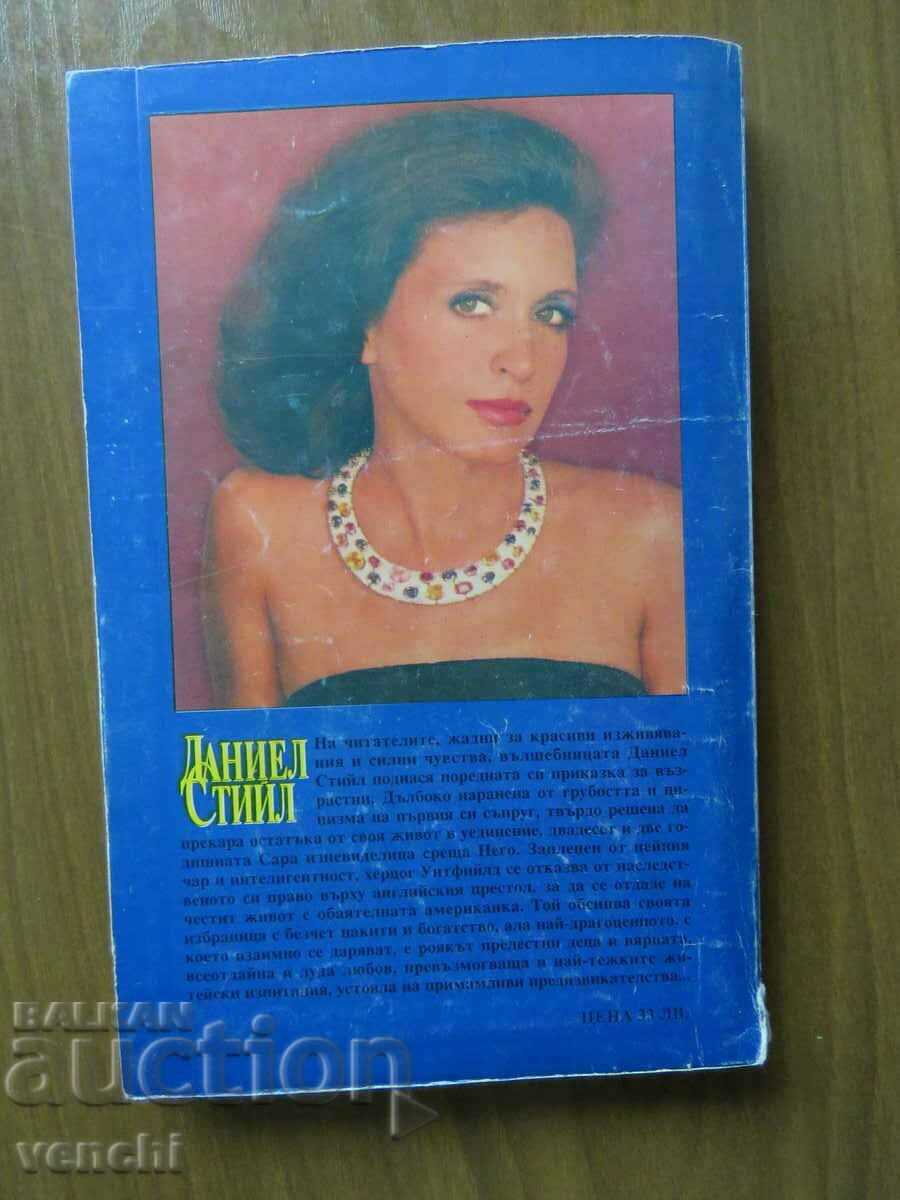 ДАНИЕЛ
СТИЙЛ
На читателите, жадни за красиви изживява-
ния и силни чувства, вълшебницата Даниел
Стийл поднася поредната си приказка за въз-
растни. Дълбоко наранена от грубостта и ци-
низма на първия си съпруг, твърдо решена да
прекара остатъка от своя живот в уединение, двадесет и две го-
дишната Сара изневиделица среща Него. Запленен от нейния
чар и интелигентност, херцог Уитфийлд се отказва от наследст-
веното си право върху английския престол, за да се отдаде на
честит живот с обаятелната американка. Той обсипва своята
избраница с безчет накити и богатство, ала най-драгоценното, с
което взаимно се даряват, е роякът прелестни деца и вярната,
всеотдайна и луда любов, превъзмогваща и най-тежките жи-
тейски изпитания, устояла на примамливи предизвикателства...
ЦЕНА 38 ЛВ.
BALKAN
auction
venchi